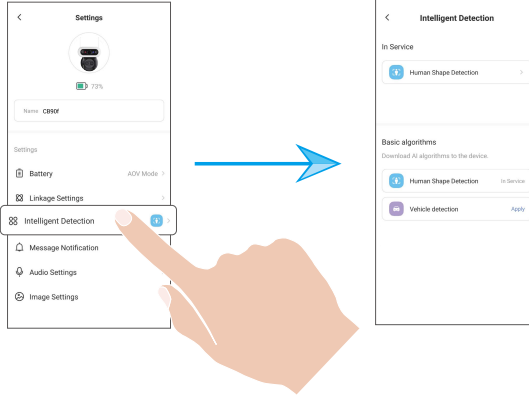 Settings
73%
Name CB90f
Settings
Battery AOV Mode
Linkage Settings
Intelligent Detection
Message Notification
Audio Settings
Image Settings
Intelligent Detection
In Service
Human Shape Detection
Basic algorithms
Download AI algorithms to the device.
Human Shape Detection In Service
Vehicle detection Apply